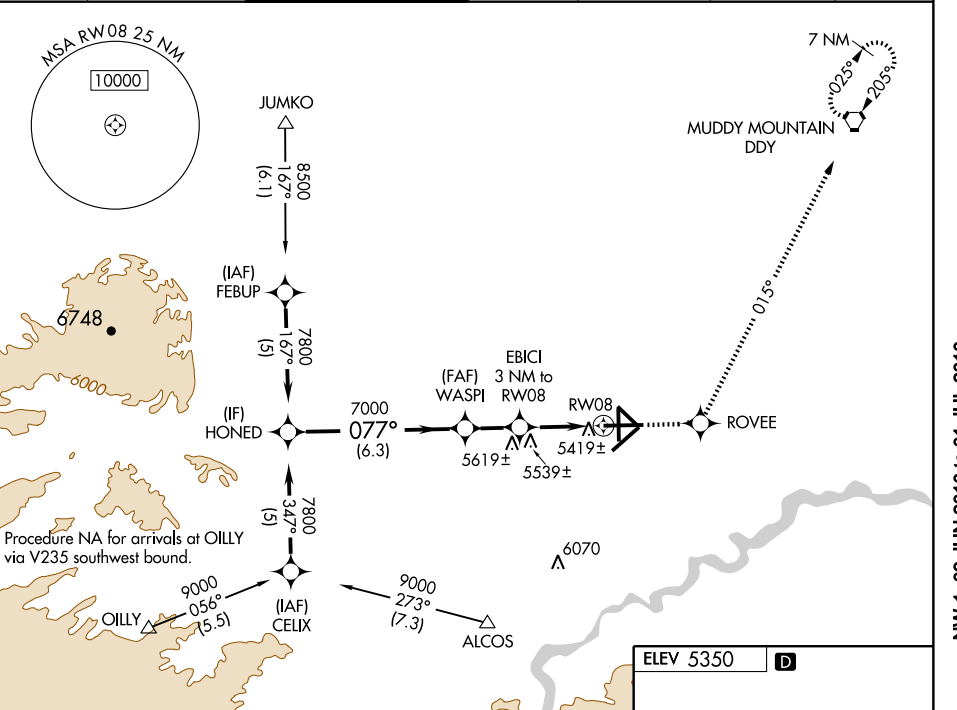 MSA RW08 25 NM
10000
7 NM
025°
205°
MUDDY MOUNTAIN
DDY
JUMKO
8500
167°
(6.1)
(IAF)
FEBUP
6748
6000
7800
167°
(5)
015°
(IF)
HONED
7000
077°
(6.3)
(FAF)
WASPI
EBICI
3 NM to
RW08
RW08
ROVEE
5619±
5539±
5419±
7800
347°
(5)
Procedure NA for arrivals at OILLY
via V235 southwest bound.
6070
9000
056°
(5.5)
OILLY
(IAF)
CELIX
9000
273°
(7.3)
ALCOS
ELEV 5350
D